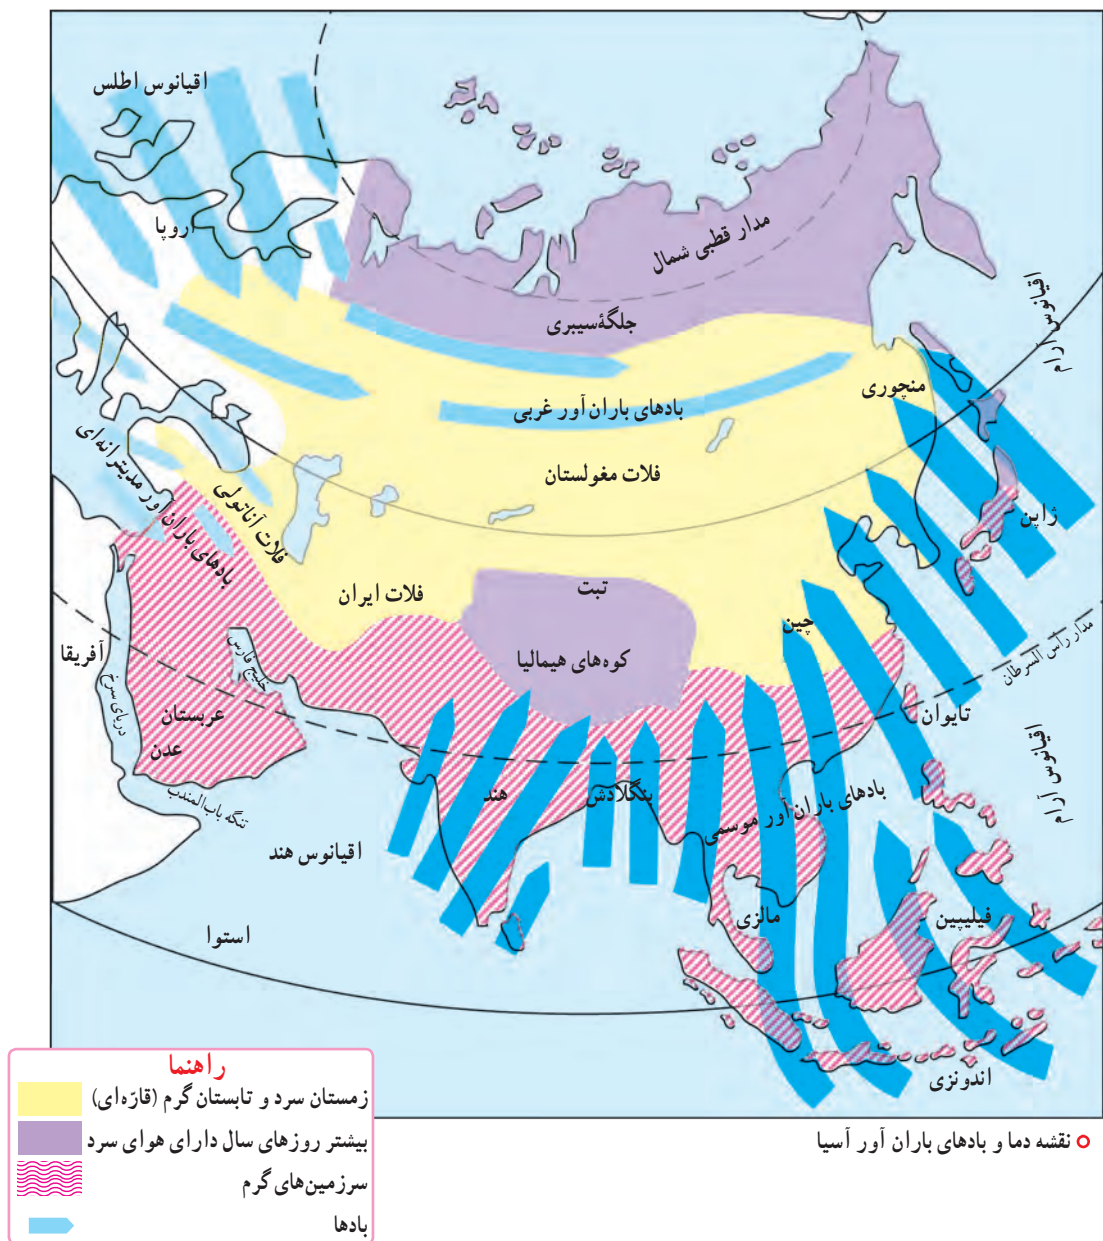 اقیانوس اطلس
اروپا
مدار قطبی شمال
جلگهٔ سیبری
اقیانوس آرام
منچوری
بادهای باران آور غربی
فلات مغولستان
بادهای باران آور مدیترانه‌ای
فلات آناتولی
ژاپن
تبت
فلات ایران
چین
کوه‌های هیمالیا
مدار راس السرطان
آفریقا
دریای سرخ
خلیج فارس
عربستان
عدن
تنگه باب‌المندب
تایوان
اقیانوس آرام
هند
بنگلادش
بادهای باران آور موسمی
اقیانوس هند
استوا
مالزی
فیلیپین
اندونزی
راهنما
زمستان سرد و تابستان گرم (قارّه‌ای)
بیشتر روزهای سال دارای هوای سرد
سرزمین‌های گرم
بادها
نقشه دما و بادهای باران آور آسیا